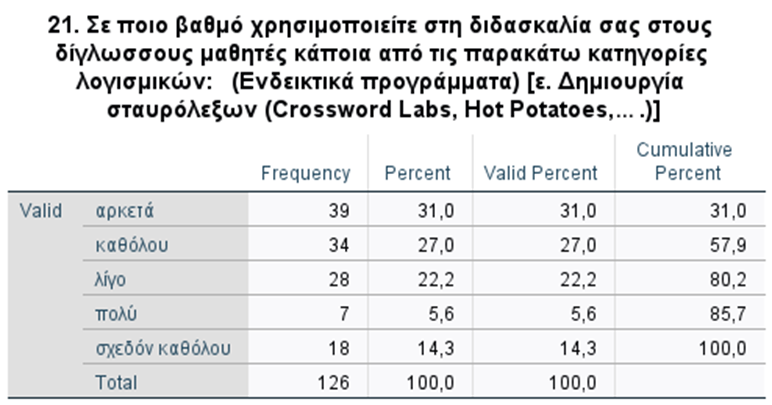 21. Σε ποιο βαθμό χρησιμοποιείτε στη διδασκαλία σας στους
δίγλωσσους μαθητές κάποια από τις παρακάτω κατηγορίες
λογισμικών: (Ενδεικτικά προγράμματα) [ε. Δημιουργία
σταυρόλεξων (Crossword Labs, Hot Potatoes,... .)]
Frequency Percent Valid Percent Cumulative Percent
Valid αρκετά 39 31,0 31,0 31,0
καθόλου 34 27,0 27,0 57,9
λίγο 28 22,2 22,2 80,2
πολύ 7 5,6 5,6 85,7
σχεδόν καθόλου 18 14,3 14,3 100,0
Total 126 100,0 100,0